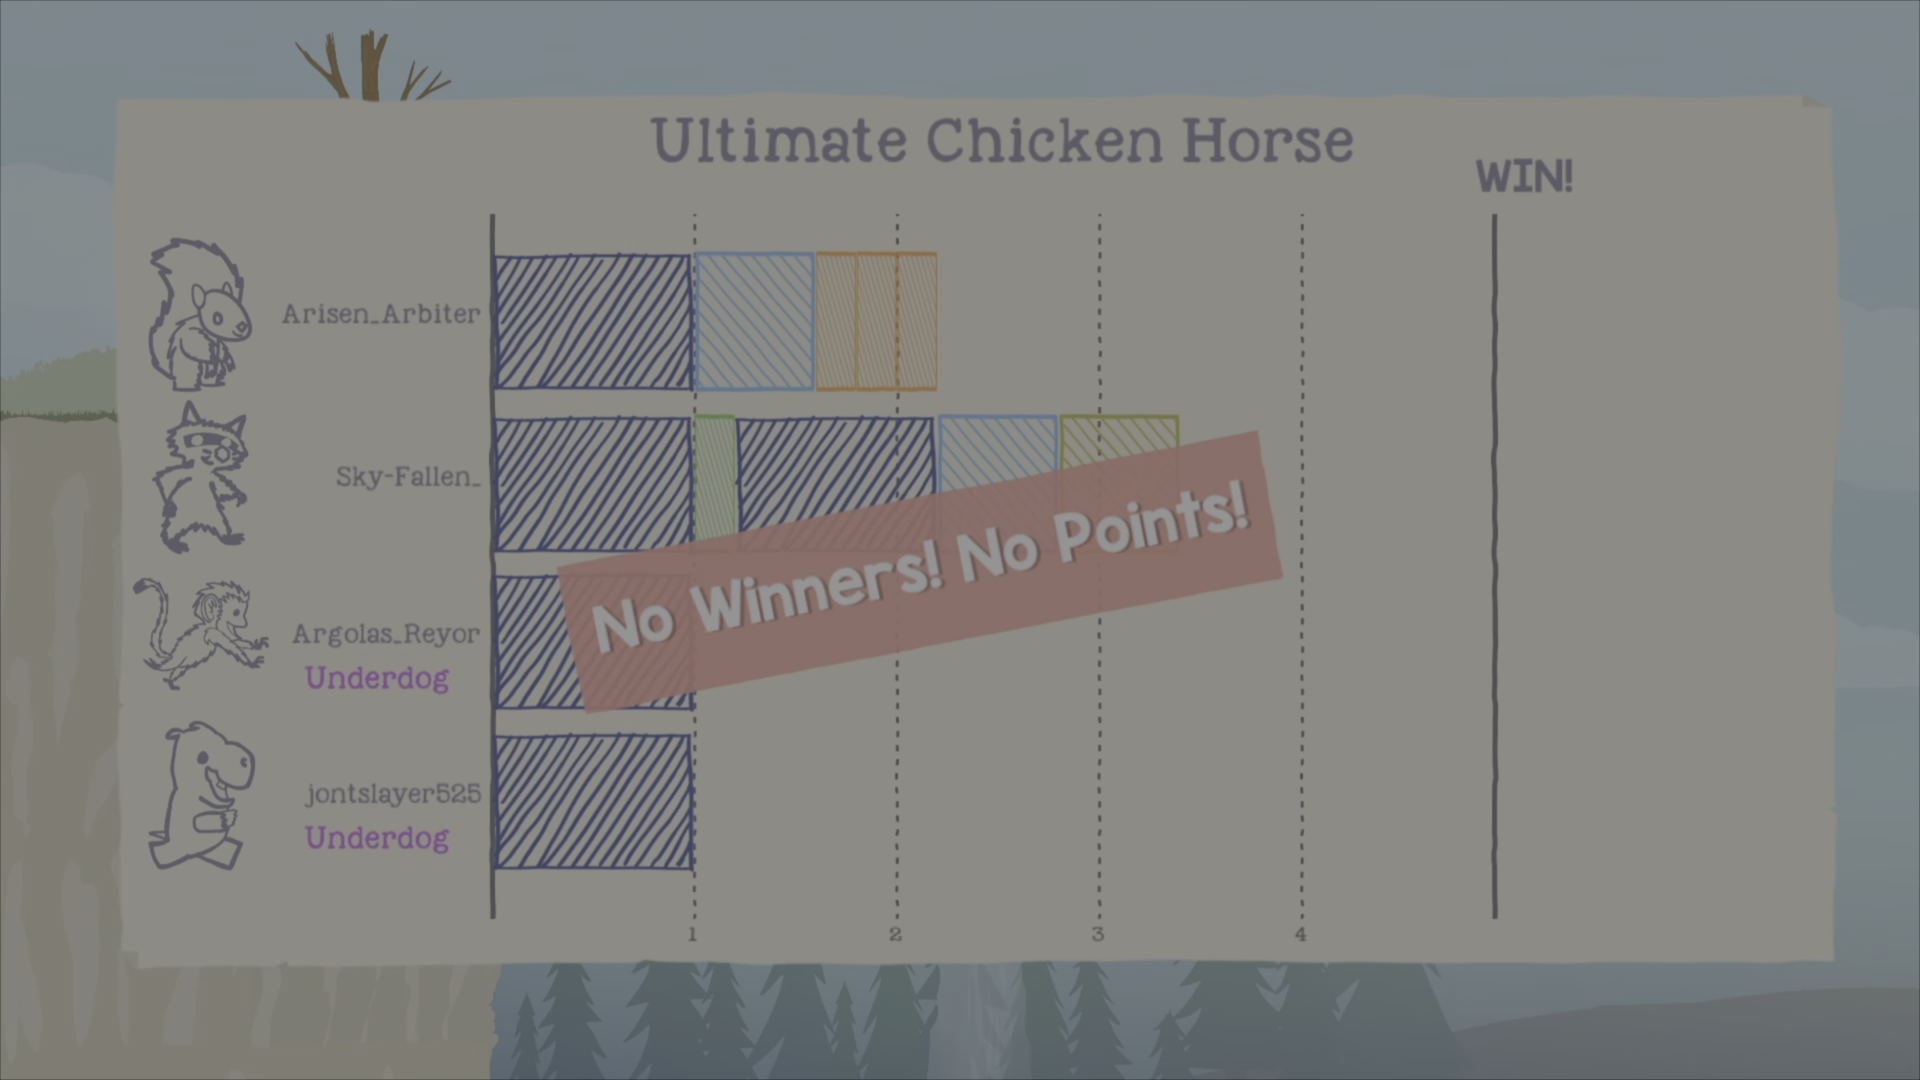 Ultimate Chicken Horse
WIN!
Arisen_Arbiter
Sky-Fallen_
No Winners! No Points!
Argolas_Reyor
Underdog
jontslayer525
Underdog
1 2 3 4